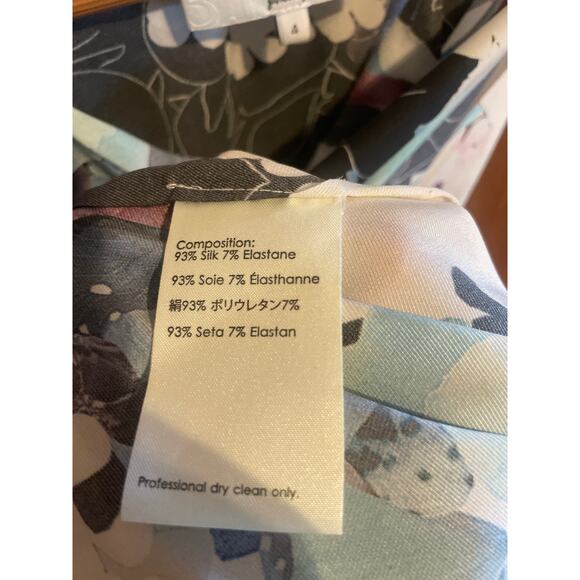 4
Composition:
93% Silk 7% Elastane
93% Soie 7% Élasthanne
絹93% ポリウレタン7%
93% Seta 7% Elastan
Professional dry clean only.